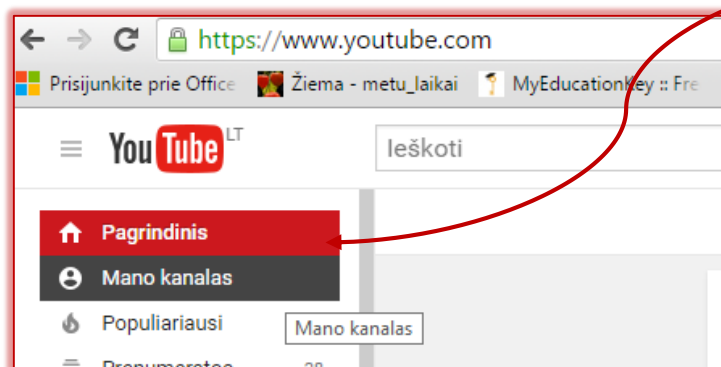 https://www.youtube.com
Prisijunkite prie Office Žiema - metu_laikai MyEducationKey :: Fre
YouTube LT Ieškoti
Pagrindinis
Mano kanalas
Populiariausi
Mano kanalas